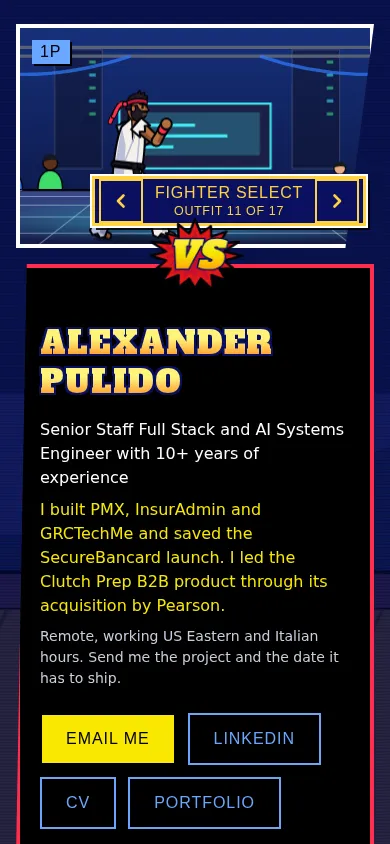 1P
FIGHTER SELECT
OUTFIT 11 OF 17
VS
ALEXANDER
PULIDO
Senior Staff Full Stack and AI Systems
Engineer with 10+ years of
experience
I built PMX, InsurAdmin and
GRCTechMe and saved the
SecureBancard launch. I led the
Clutch Prep B2B product through its
acquisition by Pearson.
Remote, working US Eastern and Italian
hours. Send me the project and the date it
has to ship.
EMAIL ME
LINKEDIN
CV
PORTFOLIO